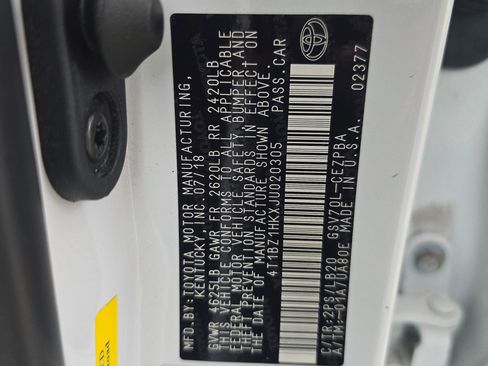 MFD. BY: TOYOTA MOTOR MANUFACTURING,
KENTUCKY, INC. 07/18
GVWR 4625LB GAWR FR 2620LB RR 2420LB
THIS VEHICLE CONFORMS TO ALL APPLICABLE
FEDERAL MOTOR VEHICLE SAFETY, BUMPER AND
THEFT PREVENTION STANDARDS IN EFFECT ON
THE DATE OF MANUFACTURE SHOWN ABOVE.
4T1BZ1HKXJU020305 PASS.CAR
C/TR:2PS/LB20 GSV70L-CEZPBA
A/TM:-01A/UA80E MADE IN U.S.A. 02377